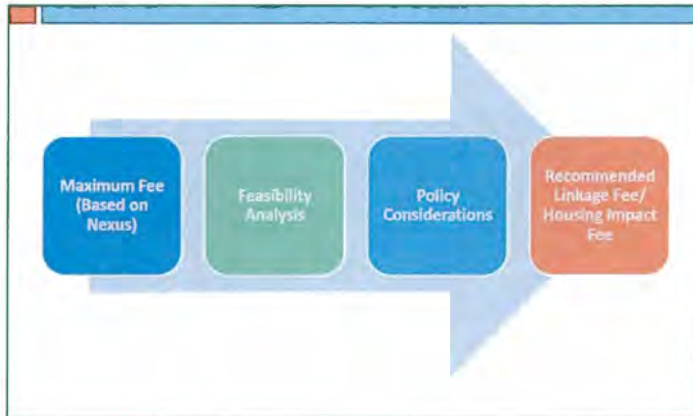 Maximum Fee
(Based on
Nexus)
Feasibility
Analysis
Policy
Considerations
Recommended
Linkage Fee/
Housing Impact
Fee